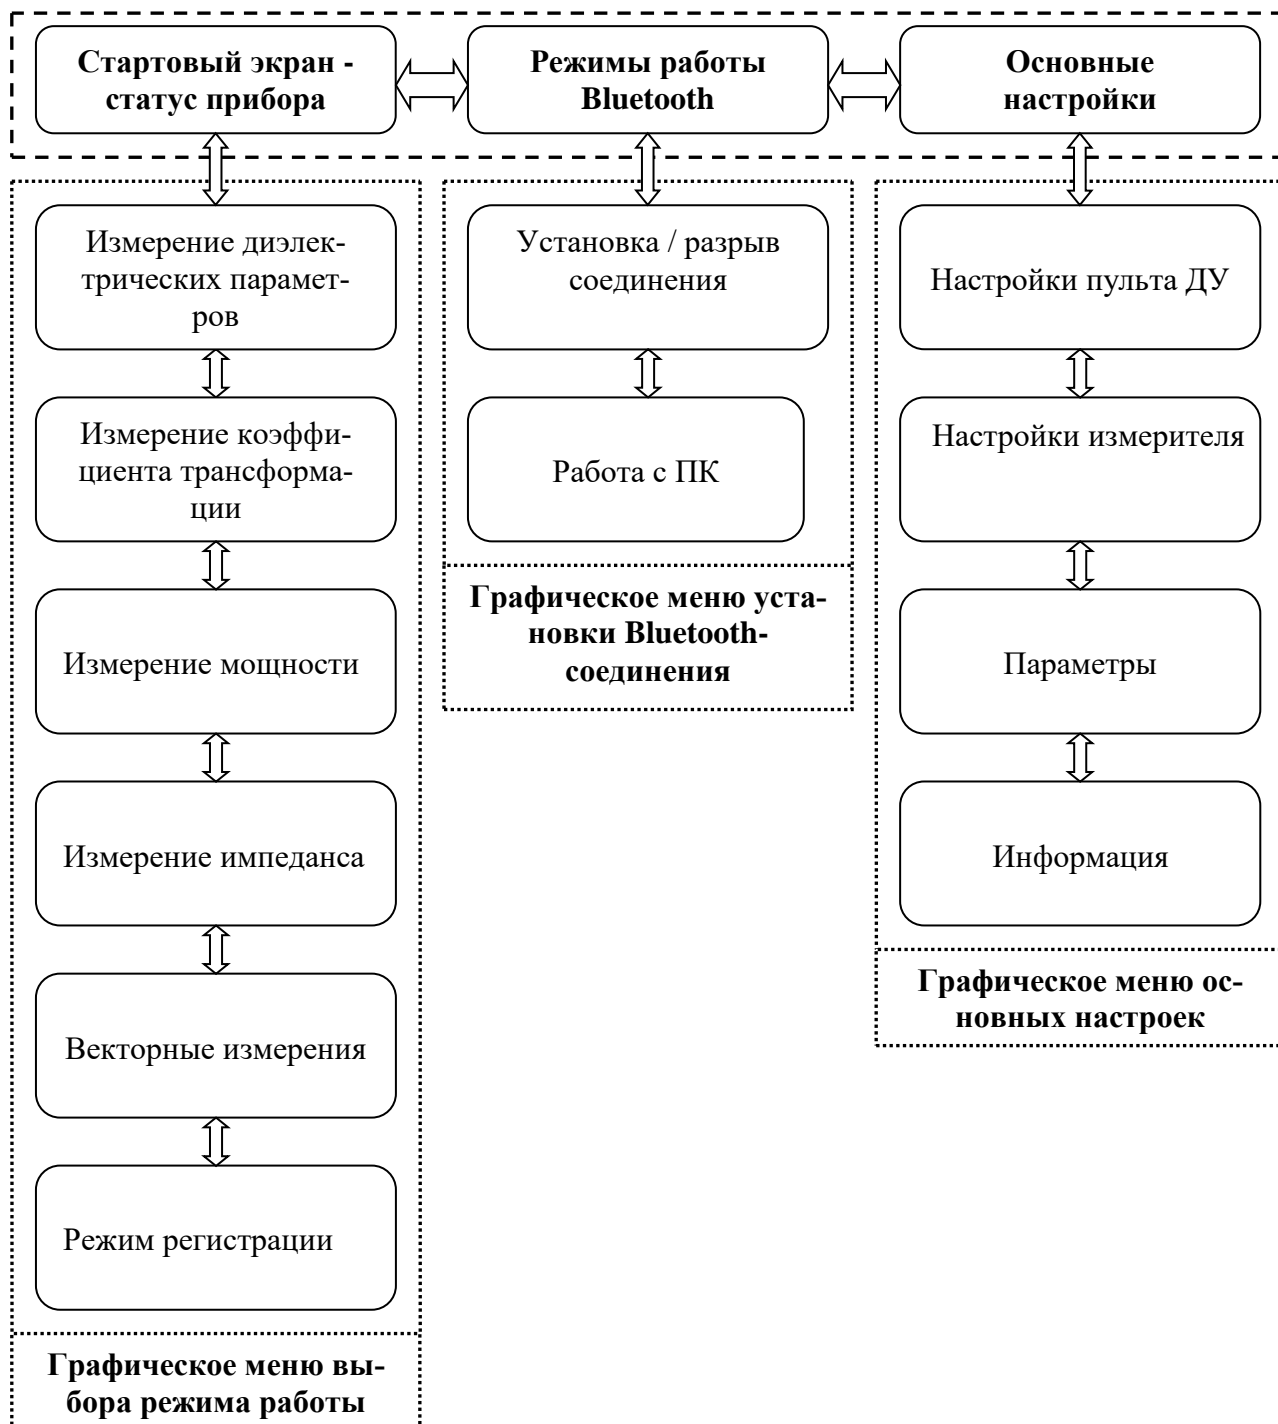 Стартовый экран -
статус прибора
Режимы работы
Bluetooth
Основные
настройки
Измерение диэлек-
трических парамет-
ров
Измерение коэффи-
циента трансформа-
ции
Измерение мощности
Измерение импеданса
Векторные измерения
Режим регистрации
Графическое меню вы-
бора режима работы
Установка / разрыв
соединения
Работа с ПК
Графическое меню уста-
новки Bluetooth-
соединения
Настройки пульта ДУ
Настройки измерителя
Параметры
Информация
Графическое меню ос-
новных настроек